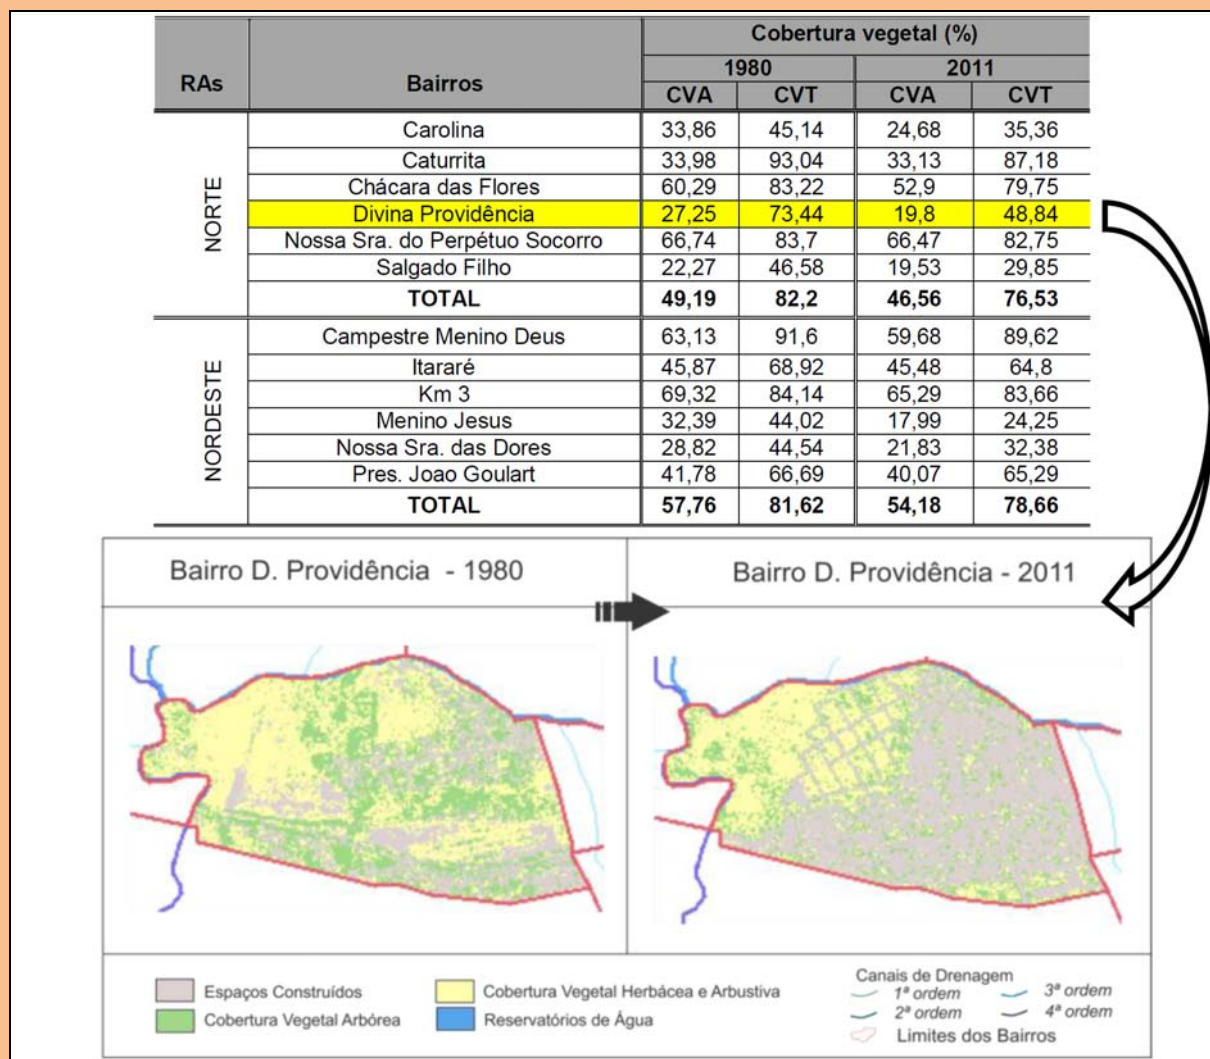 RAs Bairros Cobertura vegetal (%)
1980 2011
CVA CVT CVA CVT
NORTE
Carolina 33,86 45,14 24,68 35,36
Caturrita 33,98 93,04 33,13 87,18
Chácara das Flores 60,29 83,22 52,9 79,75
Divina Providência 27,25 73,44 19,8 48,84
Nossa Sra. do Perpétuo Socorro 66,74 83,7 66,47 82,75
Salgado Filho 22,27 46,58 19,53 29,85
TOTAL 49,19 82,2 46,56 76,53
NORDESTE
Campestre Menino Deus 63,13 91,6 59,68 89,62
Itararé 45,87 68,92 45,48 64,8
Km 3 69,32 84,14 65,29 83,66
Menino Jesus 32,39 44,02 17,99 24,25
Nossa Sra. das Dores 28,82 44,54 21,83 32,38
Pres. Joao Goulart 41,78 66,69 40,07 65,29
TOTAL 57,76 81,62 54,18 78,66
Bairro D. Providência - 1980
Bairro D. Providência - 2011
Espaços Construídos
Cobertura Vegetal Arbórea
Cobertura Vegetal Herbácea e Arbustiva
Reservatórios de Água
Canais de Drenagem
1ª ordem 3ª ordem
2ª ordem 4ª ordem
Limites dos Bairros